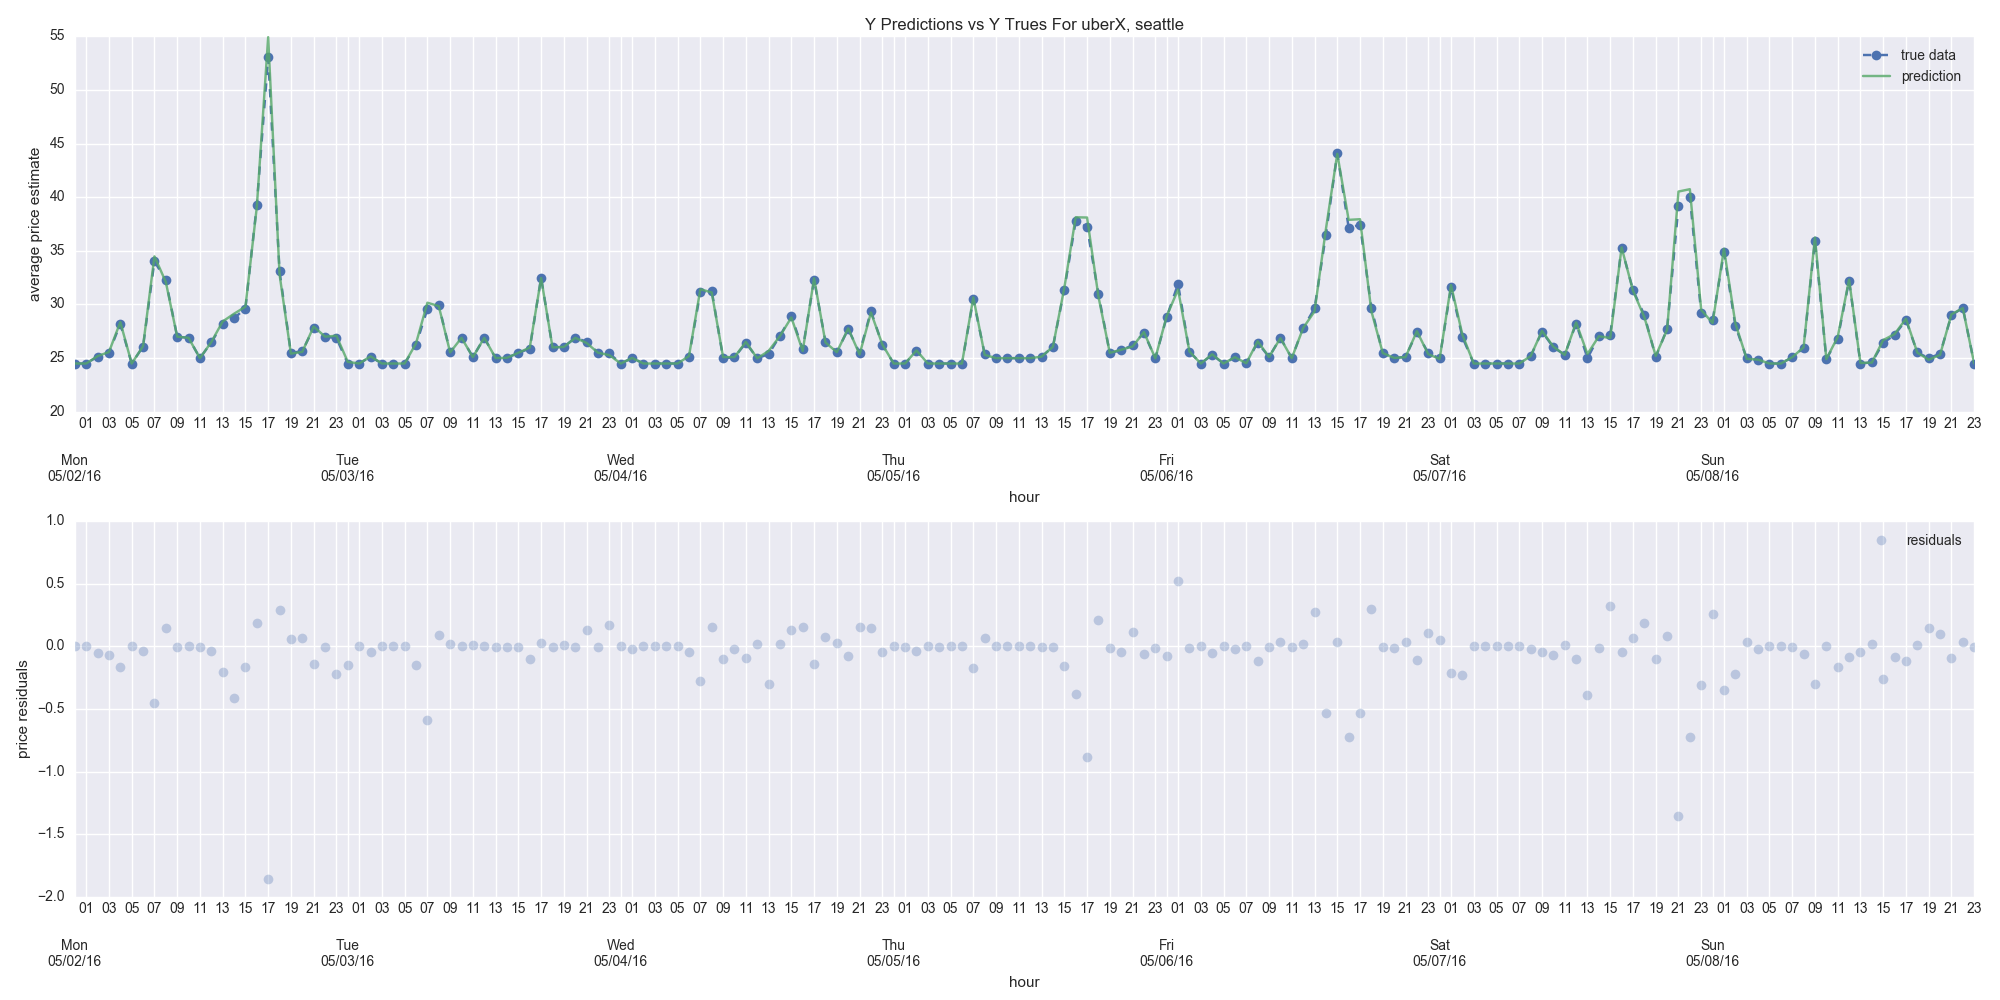 Y Predictions vs Y Trues For uberX, seattle
55
50
45
40
35
30
25
20
average price estimate
true data
prediction
01 03 05 07 09 11 13 15 17 19 21 23 01 03 05 07 09 11 13 15 17 19 21 23 01 03 05 07 09 11 13 15 17 19 21 23 01 03 05 07 09 11 13 15 17 19 21 23 01 03 05 07 09 11 13 15 17 19 21 23 01 03 05 07 09 11 13 15 17 19 21 23 01 03 05 07 09 11 13 15 17 19 21 23
Mon Tue Wed Thu Fri Sat Sun
05/02/16 05/03/16 05/04/16 05/05/16 05/06/16 05/07/16 05/08/16
hour
1.0
0.5
0.0
−0.5
−1.0
−1.5
−2.0
price residuals
residuals
01 03 05 07 09 11 13 15 17 19 21 23 01 03 05 07 09 11 13 15 17 19 21 23 01 03 05 07 09 11 13 15 17 19 21 23 01 03 05 07 09 11 13 15 17 19 21 23 01 03 05 07 09 11 13 15 17 19 21 23 01 03 05 07 09 11 13 15 17 19 21 23 01 03 05 07 09 11 13 15 17 19 21 23
Mon Tue Wed Thu Fri Sat Sun
05/02/16 05/03/16 05/04/16 05/05/16 05/06/16 05/07/16 05/08/16
hour